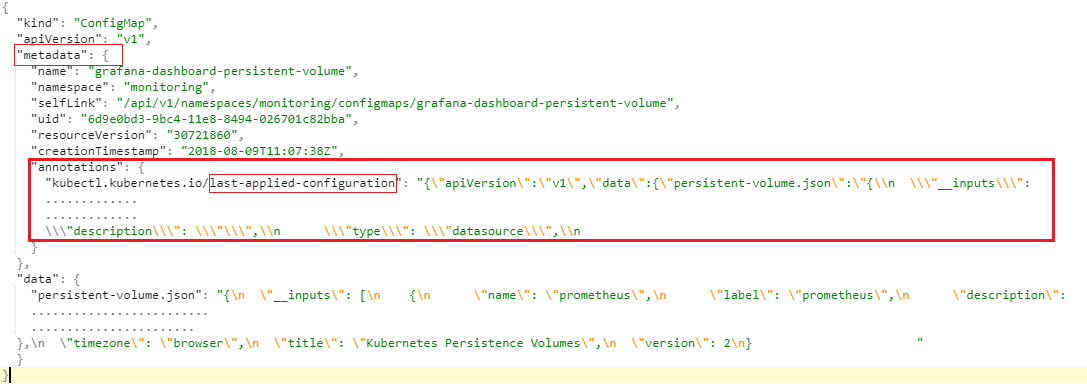 {
"kind": "ConfigMap",
"apiVersion": "v1",
"metadata": {
"name": "grafana-dashboard-persistent-volume",
"namespace": "monitoring",
"selfLink": "/api/v1/namespaces/monitoring/configmaps/grafana-dashboard-persistent-volume",
"uid": "6d9e0bd3-9bc4-11e8-8494-026701c82bba",
"resourceVersion": "30721860",
"creationTimestamp": "2018-08-09T11:07:38Z",
"annotations": {
"kubectl.kubernetes.io/last-applied-configuration": "{\"apiVersion\":\"v1\",\"data\":{\"persistent-volume.json\":\"{\\n  \\\"__inputs\\\":
.............
.............
\\\"description\\\": \\\"\\\",\\n      \\\"type\\\": \\\"datasource\\\",\\n
}
},
"data": {
"persistent-volume.json": "{\n  \"__inputs\": [\n    {\n      \"name\": \"prometheus\",\n      \"label\": \"prometheus\",\n      \"description\":
.........................
.......................
},\n  \"timezone\": \"browser\",\n  \"title\": \"Kubernetes Persistence Volumes\",\n  \"version\": 2\n}                       "
}
}